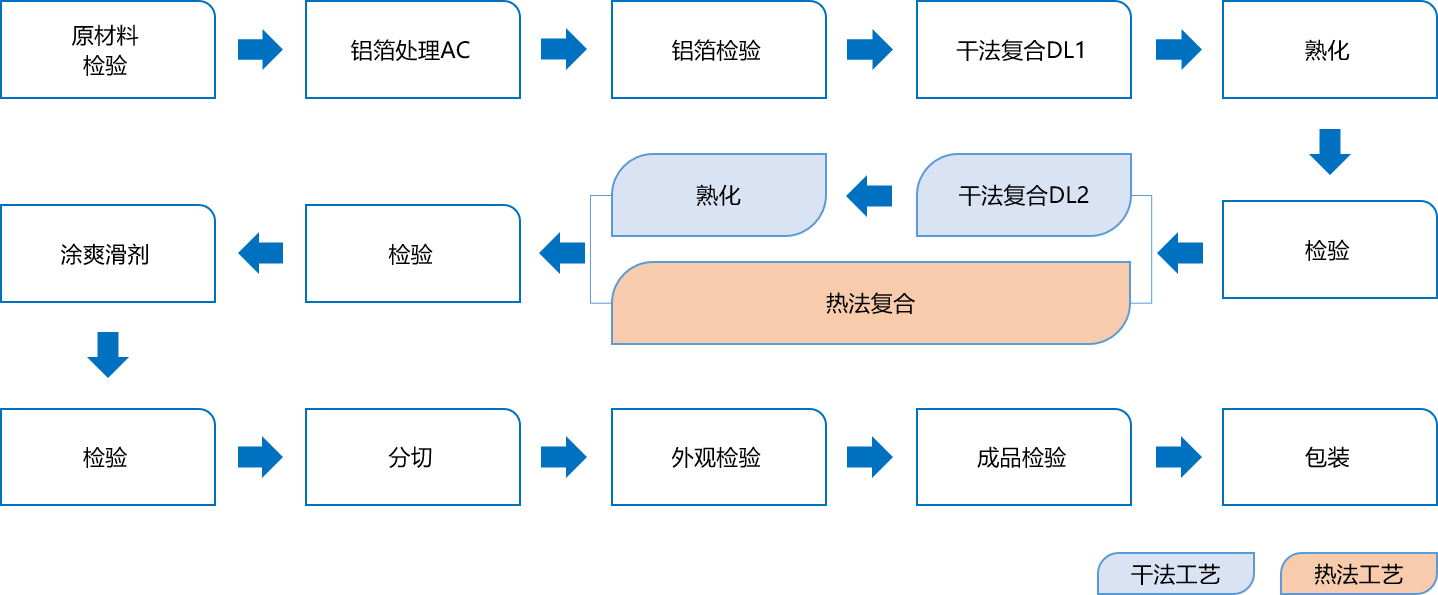 原材料
检验
铝箔处理AC
铝箔检验
干法复合DL1
熟化
检验
干法复合DL2
熟化
热法复合
检验
涂爽滑剂
检验
分切
外观检验
成品检验
包装
干法工艺
热法工艺